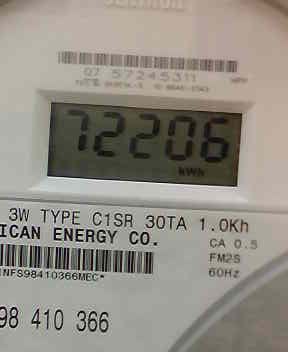 07 57245311
72206
kWh
3W TYPE C1SR 30TA 1.0Kh
ICAN ENERGY CO.
CA 0.5
FM2S
60Hz
INFS98410366MEC*
98 410 366